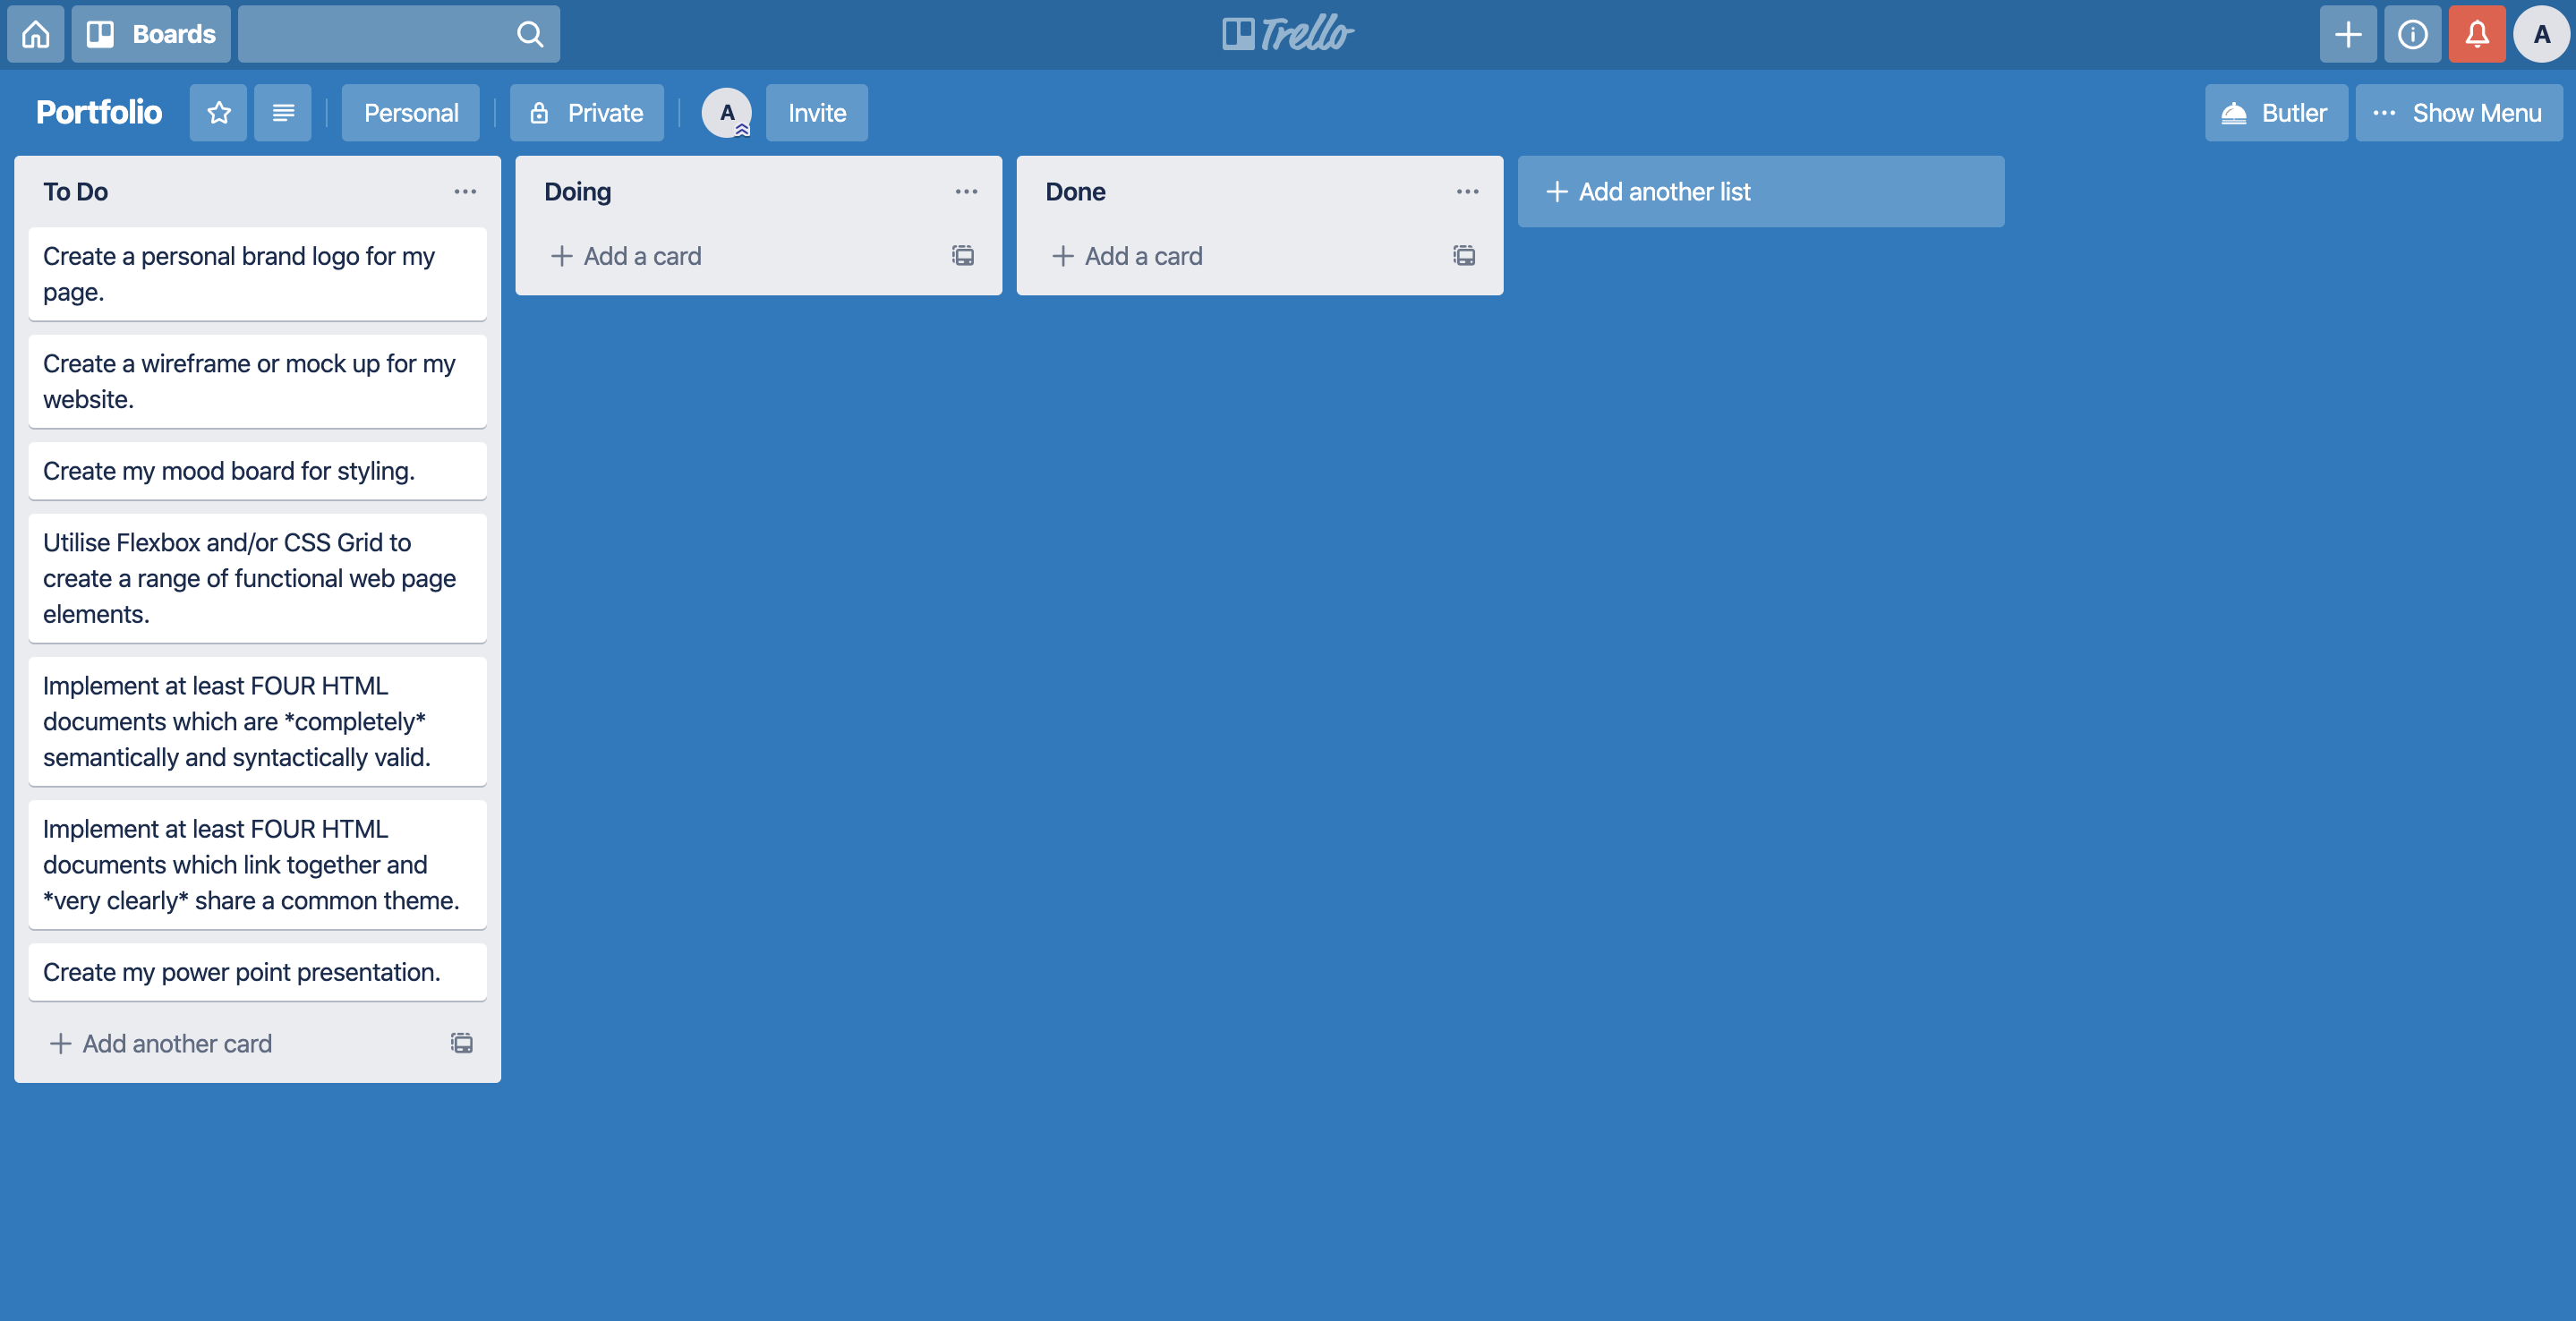 Boards
Trello
A
Portfolio
Personal
Private
A
Invite
Butler
Show Menu
To Do
Create a personal brand logo for my
page.
Create a wireframe or mock up for my
website.
Create my mood board for styling.
Utilise Flexbox and/or CSS Grid to
create a range of functional web page
elements.
Implement at least FOUR HTML
documents which are *completely*
semantically and syntactically valid.
Implement at least FOUR HTML
documents which link together and
*very clearly* share a common theme.
Create my power point presentation.
Add another card
Doing
Add a card
Done
Add a card
Add another list